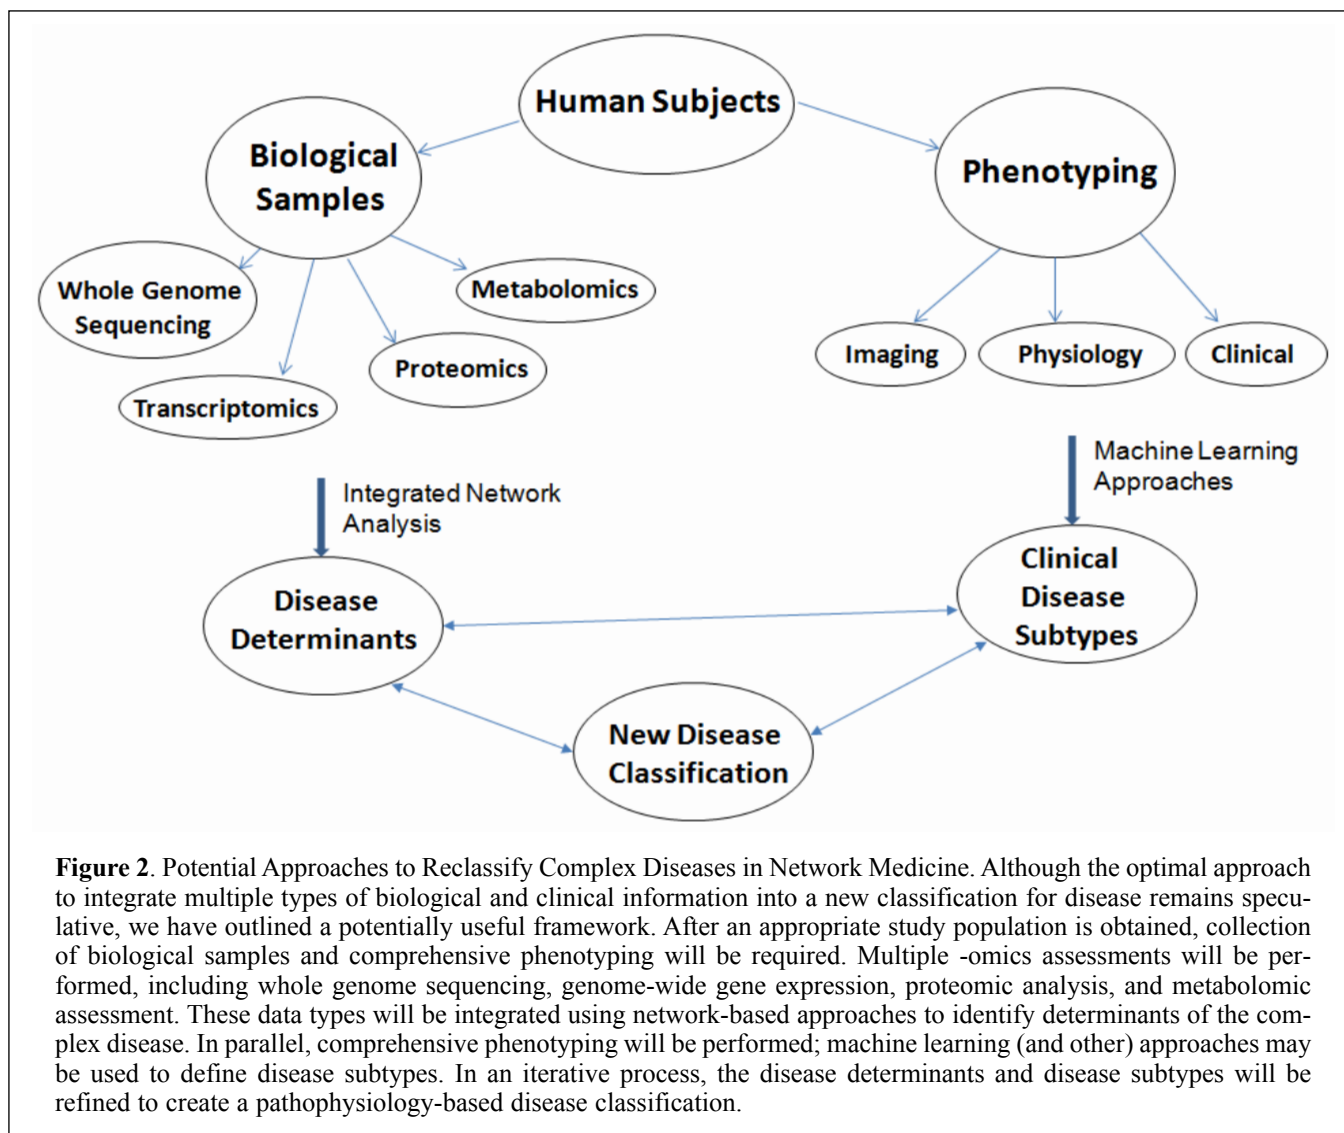 Human Subjects
Biological
Samples
Phenotyping
Whole Genome
Sequencing
Metabolomics
Proteomics
Transcriptomics
Imaging
Physiology
Clinical
Integrated Network
Analysis
Machine Learning
Approaches
Disease
Determinants
Clinical
Disease
Subtypes
New Disease
Classification
Figure 2. Potential Approaches to Reclassify Complex Diseases in Network Medicine. Although the optimal approach
to integrate multiple types of biological and clinical information into a new classification for disease remains specu-
lative, we have outlined a potentially useful framework. After an appropriate study population is obtained, collection
of biological samples and comprehensive phenotyping will be required. Multiple -omics assessments will be per-
formed, including whole genome sequencing, genome-wide gene expression, proteomic analysis, and metabolomic
assessment. These data types will be integrated using network-based approaches to identify determinants of the com-
plex disease. In parallel, comprehensive phenotyping will be performed; machine learning (and other) approaches may
be used to define disease subtypes. In an iterative process, the disease determinants and disease subtypes will be
refined to create a pathophysiology-based disease classification.